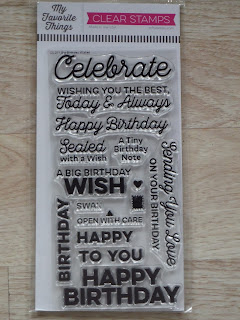 My
Favorite
Things
CLEAR STAMPS
Celebrate
WISHING YOU THE BEST,
Today & Always
Happy Birthday
Sealed
with a Wish
A Tiny
Birthday
Note
A BIG BIRTHDAY
WISH
SWAK
OPEN WITH CARE
BIRTHDAY
HAPPY
TO YOU
Sending You Love
ON YOUR BIRTHDAY
HAPPY
BIRTHDAY